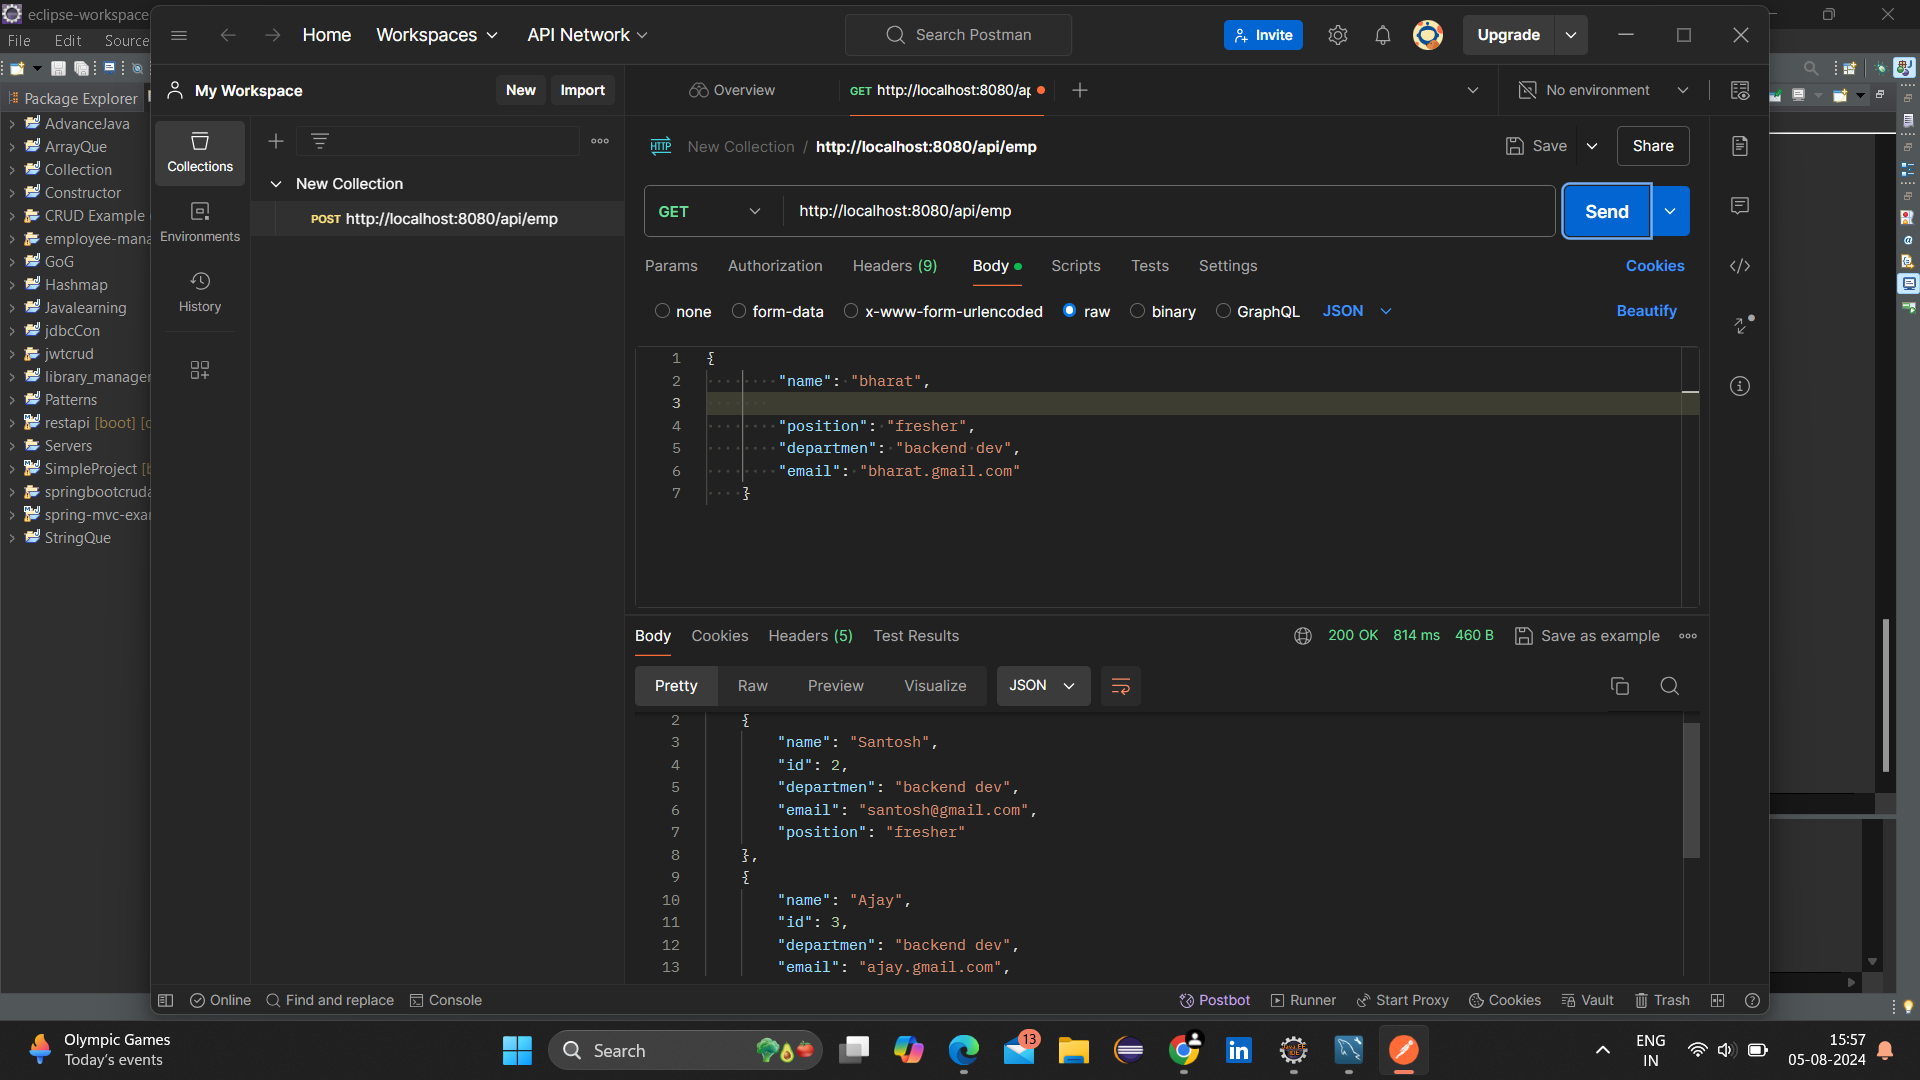 eclipse-workspace
File Edit Source
Package Explorer
AdvanceJava
ArrayQue
Collection
Constructor
CRUD Example
employee-mana
GoG
Hashmap
Javalearning
jdbcCon
jwtcrud
library_manager
Patterns
restapi [boot]
Servers
SimpleProject
springbootcruda
spring-mvc-exar
StringQue
Home Workspaces API Network
Search Postman
Invite
Upgrade
My Workspace
New Import
Overview
GET http://localhost:8080/ap
No environment
Collections
Environments
History
New Collection
POST http://localhost:8080/api/emp
HTTP New Collection / http://localhost:8080/api/emp
Save Share
GET http://localhost:8080/api/emp
Send
Params Authorization Headers (9) Body Scripts Tests Settings
Cookies
none form-data x-www-form-urlencoded raw binary GraphQL JSON
Beautify
1 {
2 "name": "bharat",
3
4 "position": "fresher",
5 "departmen": "backend dev",
6 "email": "bharat.gmail.com"
7 }
Body Cookies Headers (5) Test Results
200 OK 814 ms 460 B Save as example
Pretty Raw Preview Visualize JSON
2 {
3 "name": "Santosh",
4 "id": 2,
5 "departmen": "backend dev",
6 "email": "santosh@gmail.com",
7 "position": "fresher"
8 },
9 {
10 "name": "Ajay",
11 "id": 3,
12 "departmen": "backend dev",
13 "email": "ajay.gmail.com",
Online Find and replace Console
Postbot Runner Start Proxy Cookies Vault Trash
Olympic Games
Today's events
Search
13
ENG
IN
15:57
05-08-2024